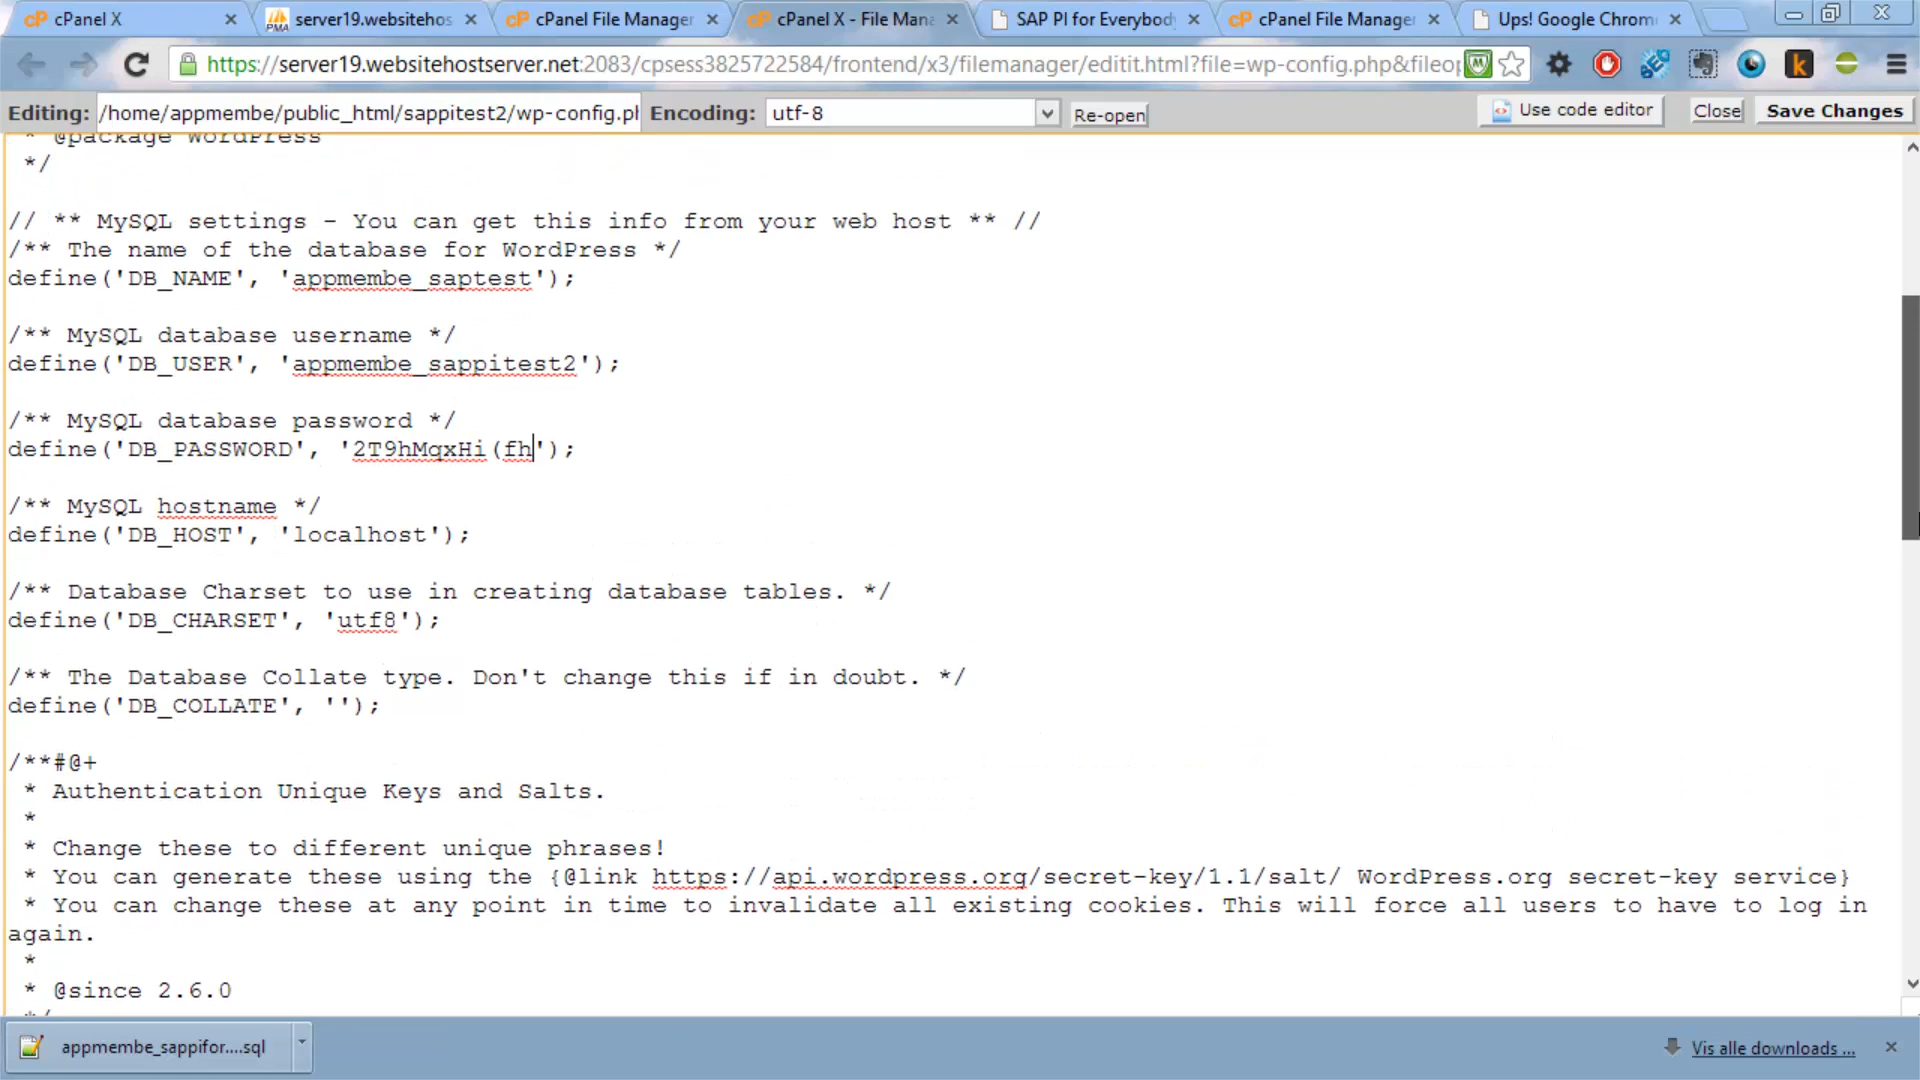 cPanel X
server19.websitehos
cPanel File Manager
cPanel X - File Man
SAP PI for Everybody
cPanel File Manager
Ups! Google Chrom
https://server19.websitehostserver.net:2083/cpsess3825722584/frontend/x3/filemanager/editit.html?file=wp-config.php&fileop
Editing: /home/appmembe/public_html/sappitest2/wp-config.ph Encoding: utf-8 Re-open Use code editor Close Save Changes
* @package WordPress
*/
// ** MySQL settings - You can get this info from your web host ** //
/** The name of the database for WordPress */
define('DB_NAME', 'appmembe_saptest');
/** MySQL database username */
define('DB_USER', 'appmembe_sappitest2');
/** MySQL database password */
define('DB_PASSWORD', '2T9hMqxHi(fh');
/** MySQL hostname */
define('DB_HOST', 'localhost');
/** Database Charset to use in creating database tables. */
define('DB_CHARSET', 'utf8');
/** The Database Collate type. Don't change this if in doubt. */
define('DB_COLLATE', '');
/**#@+
* Authentication Unique Keys and Salts.
*
* Change these to different unique phrases!
* You can generate these using the {@link https://api.wordpress.org/secret-key/1.1/salt/ WordPress.org secret-key service}
* You can change these at any point in time to invalidate all existing cookies. This will force all users to have to log in
again.
*
* @since 2.6.0
*/
appmembe_sappifor....sql
Vis alle downloads ...